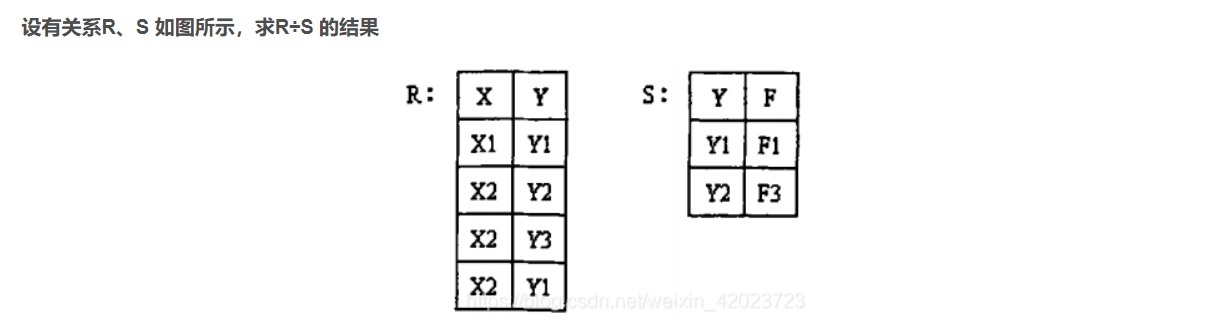 设有关系R、S 如图所示，求R÷S 的结果
R: X Y S: Y F
X1 Y1 Y1 F1
X2 Y2 Y2 F3
X2 Y3
X2 Y1
https://blog.csdn.net/weixin_42023723